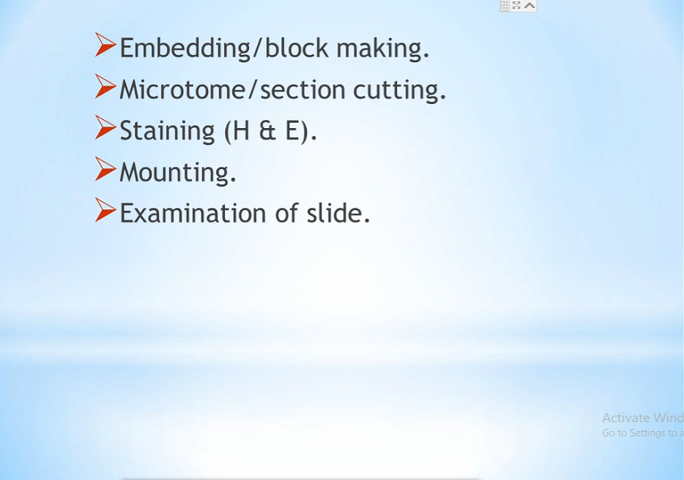 Embedding/block making.
Microtome/section cutting.
Staining (H & E).
Mounting.
Examination of slide.
Activate Wind
Go to Settings to a